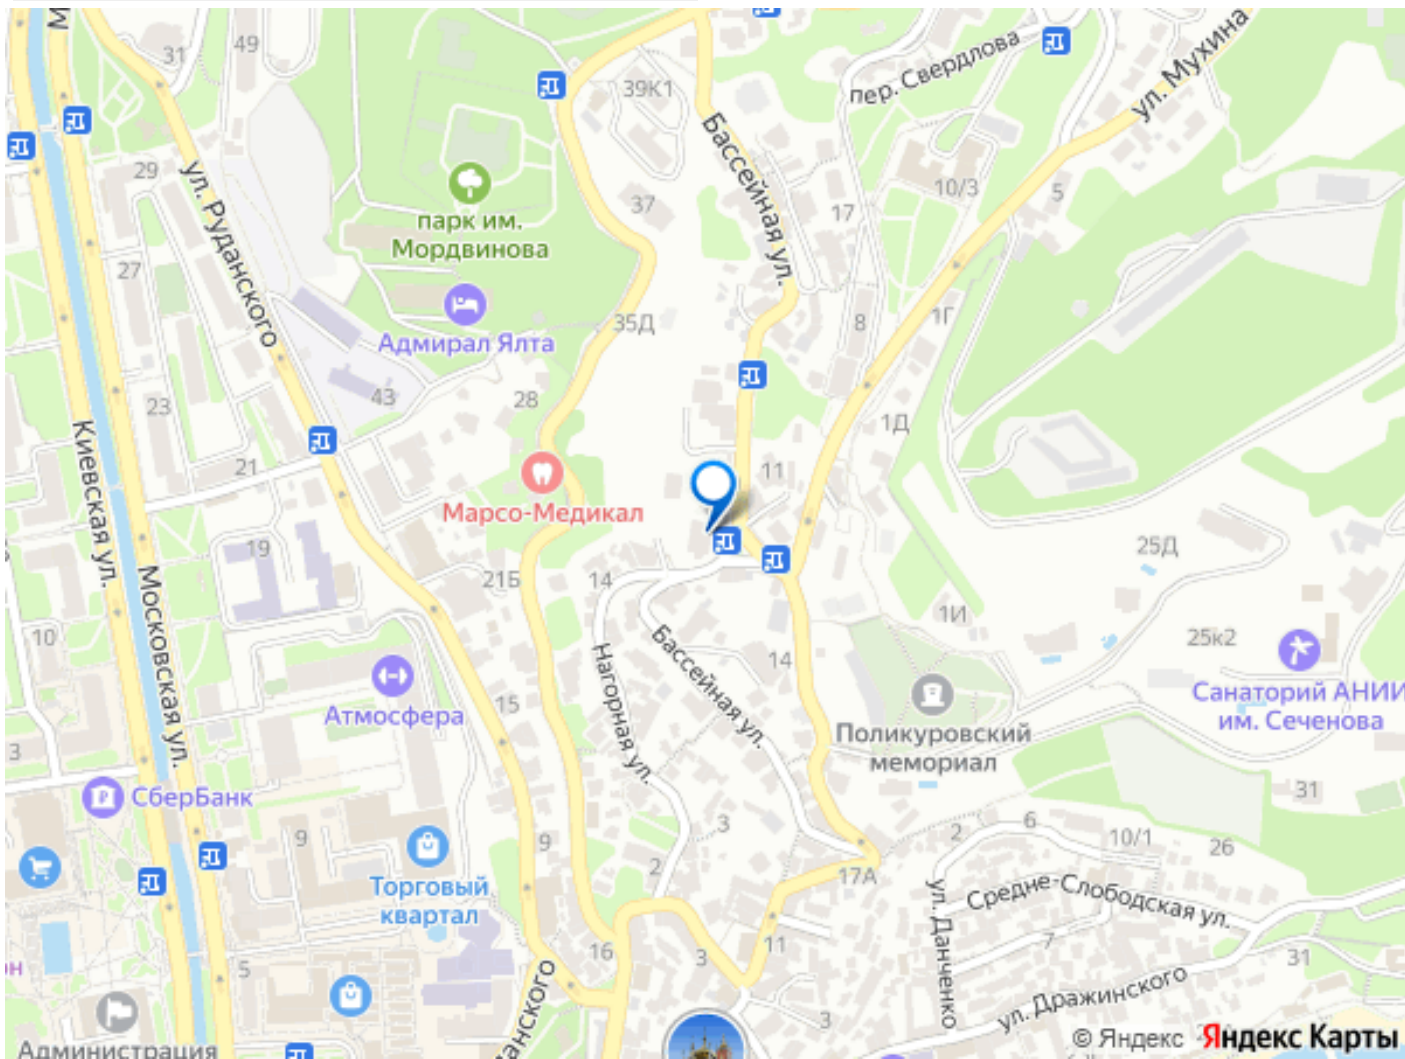 М
31
49
39К1
пер. Свердлова
ул. Мухина
29
ул. Руданского
парк им.
Мордвинова
37
Бассейная ул.
17
10/3
5
27
Адмирал Ялта
35Д
8
1Г
23
43
28
1Д
Киевская ул.
21
Марсо-Медикал
11
19
21Б
14
25Д
Московская ул.
10
1И
25к2
Нагорная ул.
Бассейная ул.
14
Атмосфера
15
Поликуровский
мемориал
Санаторий АНИИ
им. Сеченова
3
СберБанк
31
9
9
3
2
6
10/1
26
Торговый
квартал
2
17А
ул. Данченко
Средне-Слободская ул.
7
16
3
11
31
он
5
данского
3
ул. Дражинского
Администрация
© Яндекс Яндекс Карты